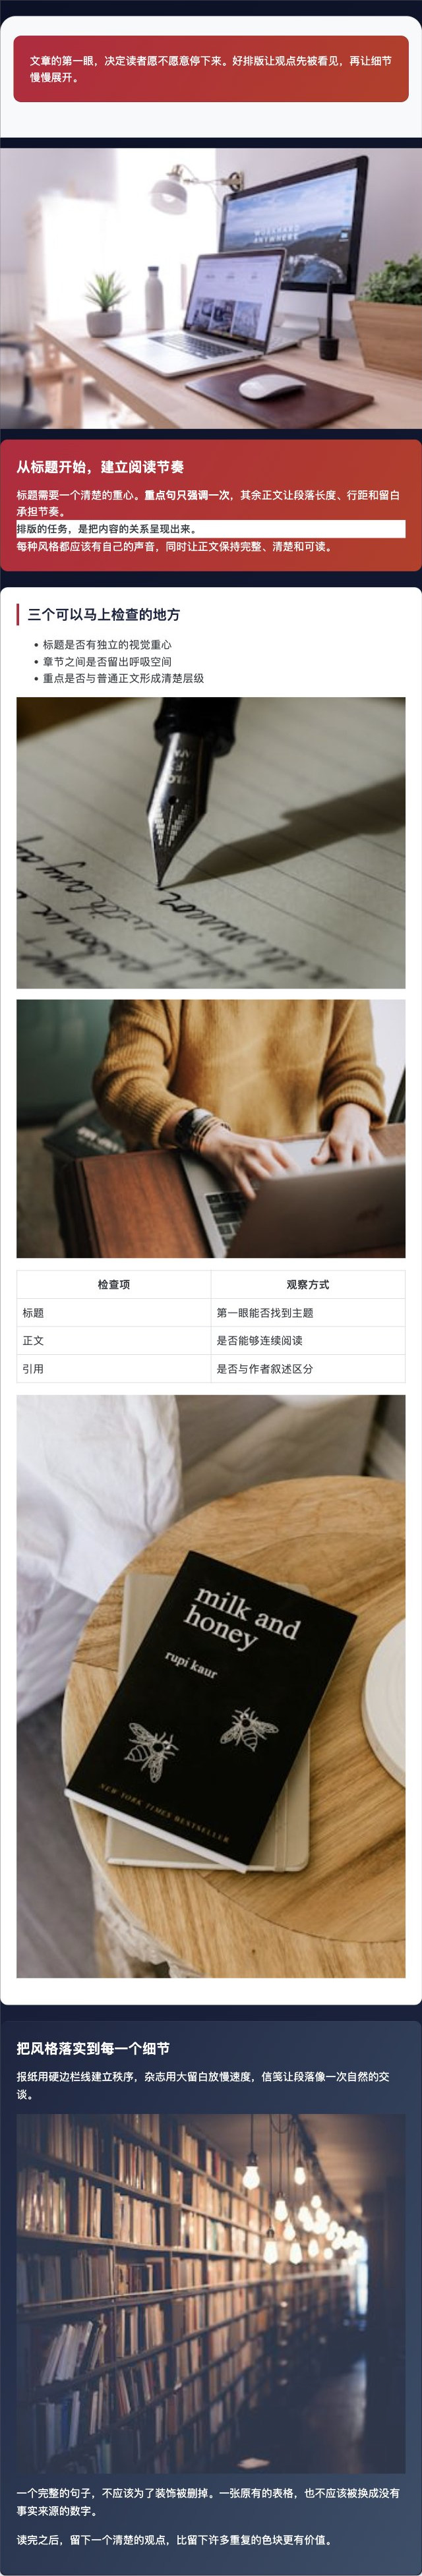 文章的第一眼，决定读者愿不愿意停下来。好排版让观点先被看见，再让细节
慢慢展开。
WORK HARD
ANYWHERE
从标题开始，建立阅读节奏
标题需要一个清楚的重心。重点句只强调一次，其余正文让段落长度、行距和留白
承担节奏。
排版的任务，是把内容的关系呈现出来。
每种风格都应该有自己的声音，同时让正文保持完整、清楚和可读。
三个可以马上检查的地方
• 标题是否有独立的视觉重心
• 章节之间是否留出呼吸空间
• 重点是否与普通正文形成清楚层级
检查项 观察方式
标题 第一眼能否找到主题
正文 是否能够连续阅读
引用 是否与作者叙述区分
milk and
honey
rupi kaur
NEW YORK TIMES BESTSELLER
把风格落实到每一个细节
报纸用硬边栏线建立秩序，杂志用大留白放慢速度，信笺让段落像一次自然的交
谈。
一个完整的句子，不应该为了装饰被删掉。一张原有的表格，也不应该被换成没有
事实来源的数字。
读完之后，留下一个清楚的观点，比留下许多重复的色块更有价值。